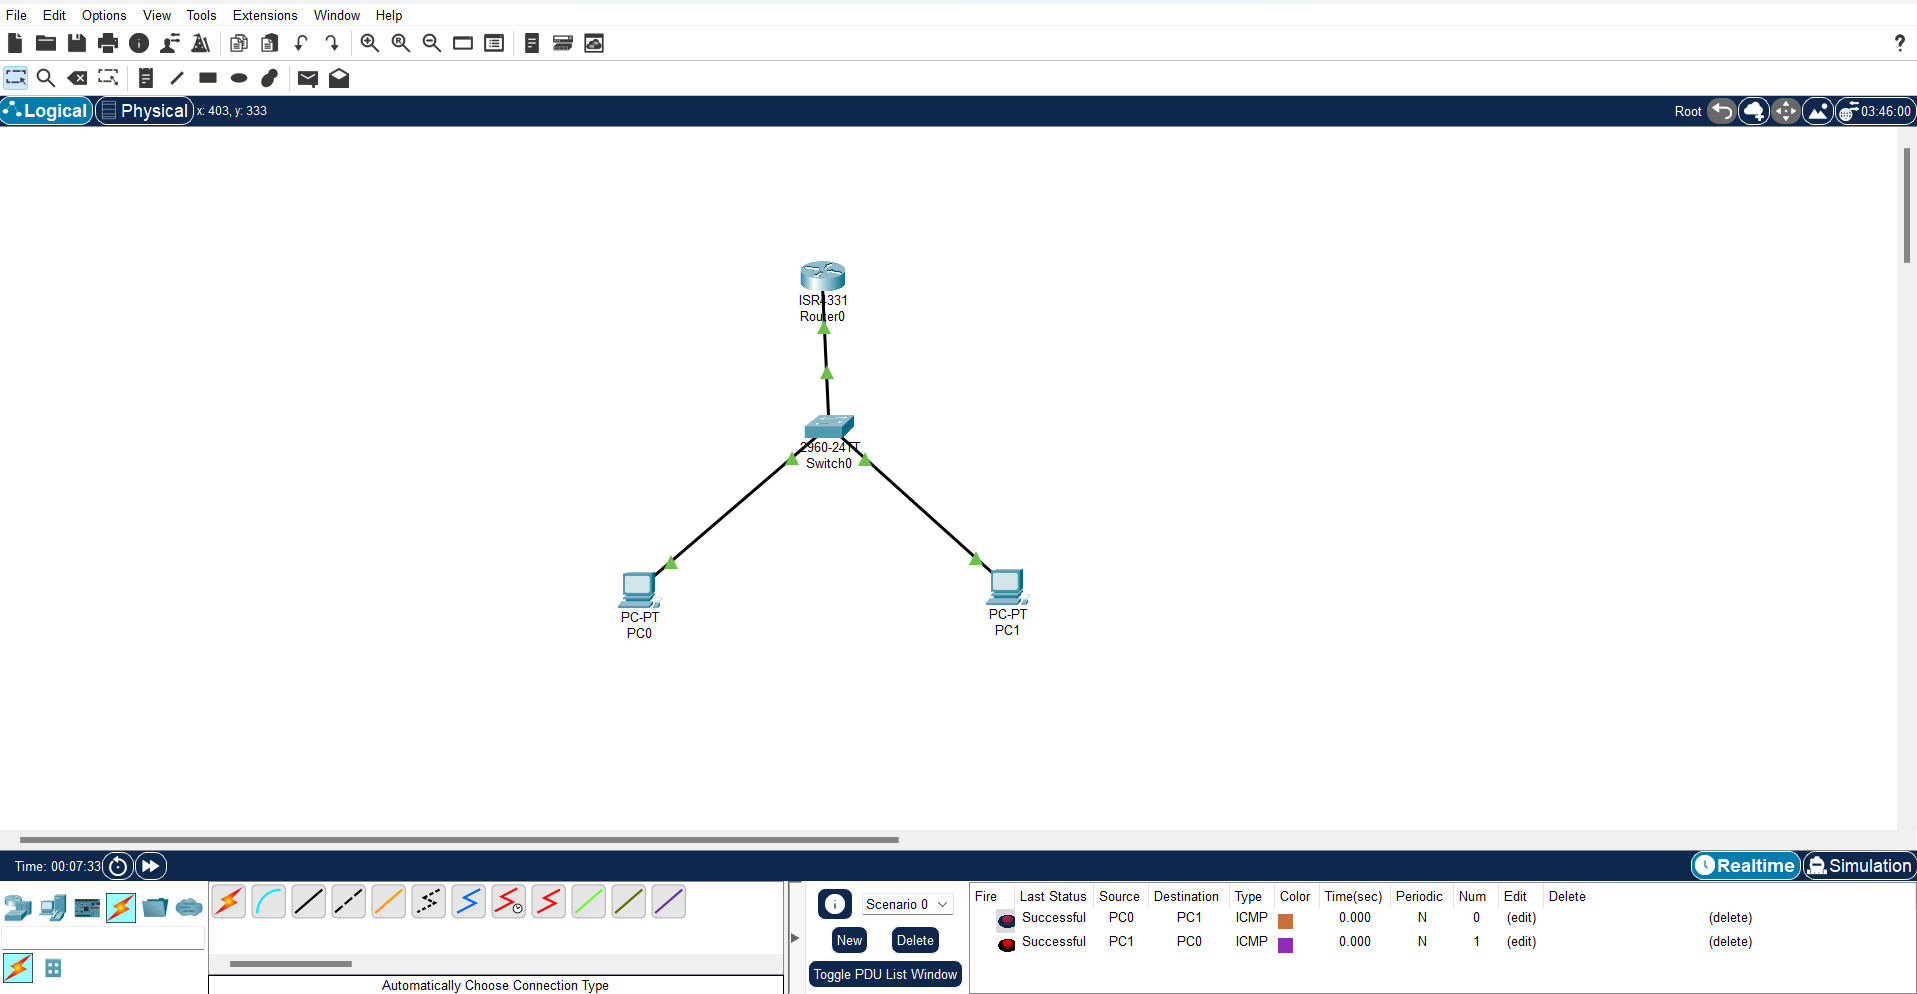 File Edit Options View Tools Extensions Window Help
?
Logical Physical x: 403, y: 333 Root 03:46:00
ISR4331
Router0
2960-24TT
Switch0
PC-PT
PC0
PC-PT
PC1
Time: 00:07:33 Realtime Simulation
Scenario 0
New Delete
Toggle PDU List Window
Automatically Choose Connection Type
Fire Last Status Source Destination Type Color Time(sec) Periodic Num Edit Delete
Successful PC0 PC1 ICMP 0.000 N 0 (edit) (delete)
Successful PC1 PC0 ICMP 0.000 N 1 (edit) (delete)